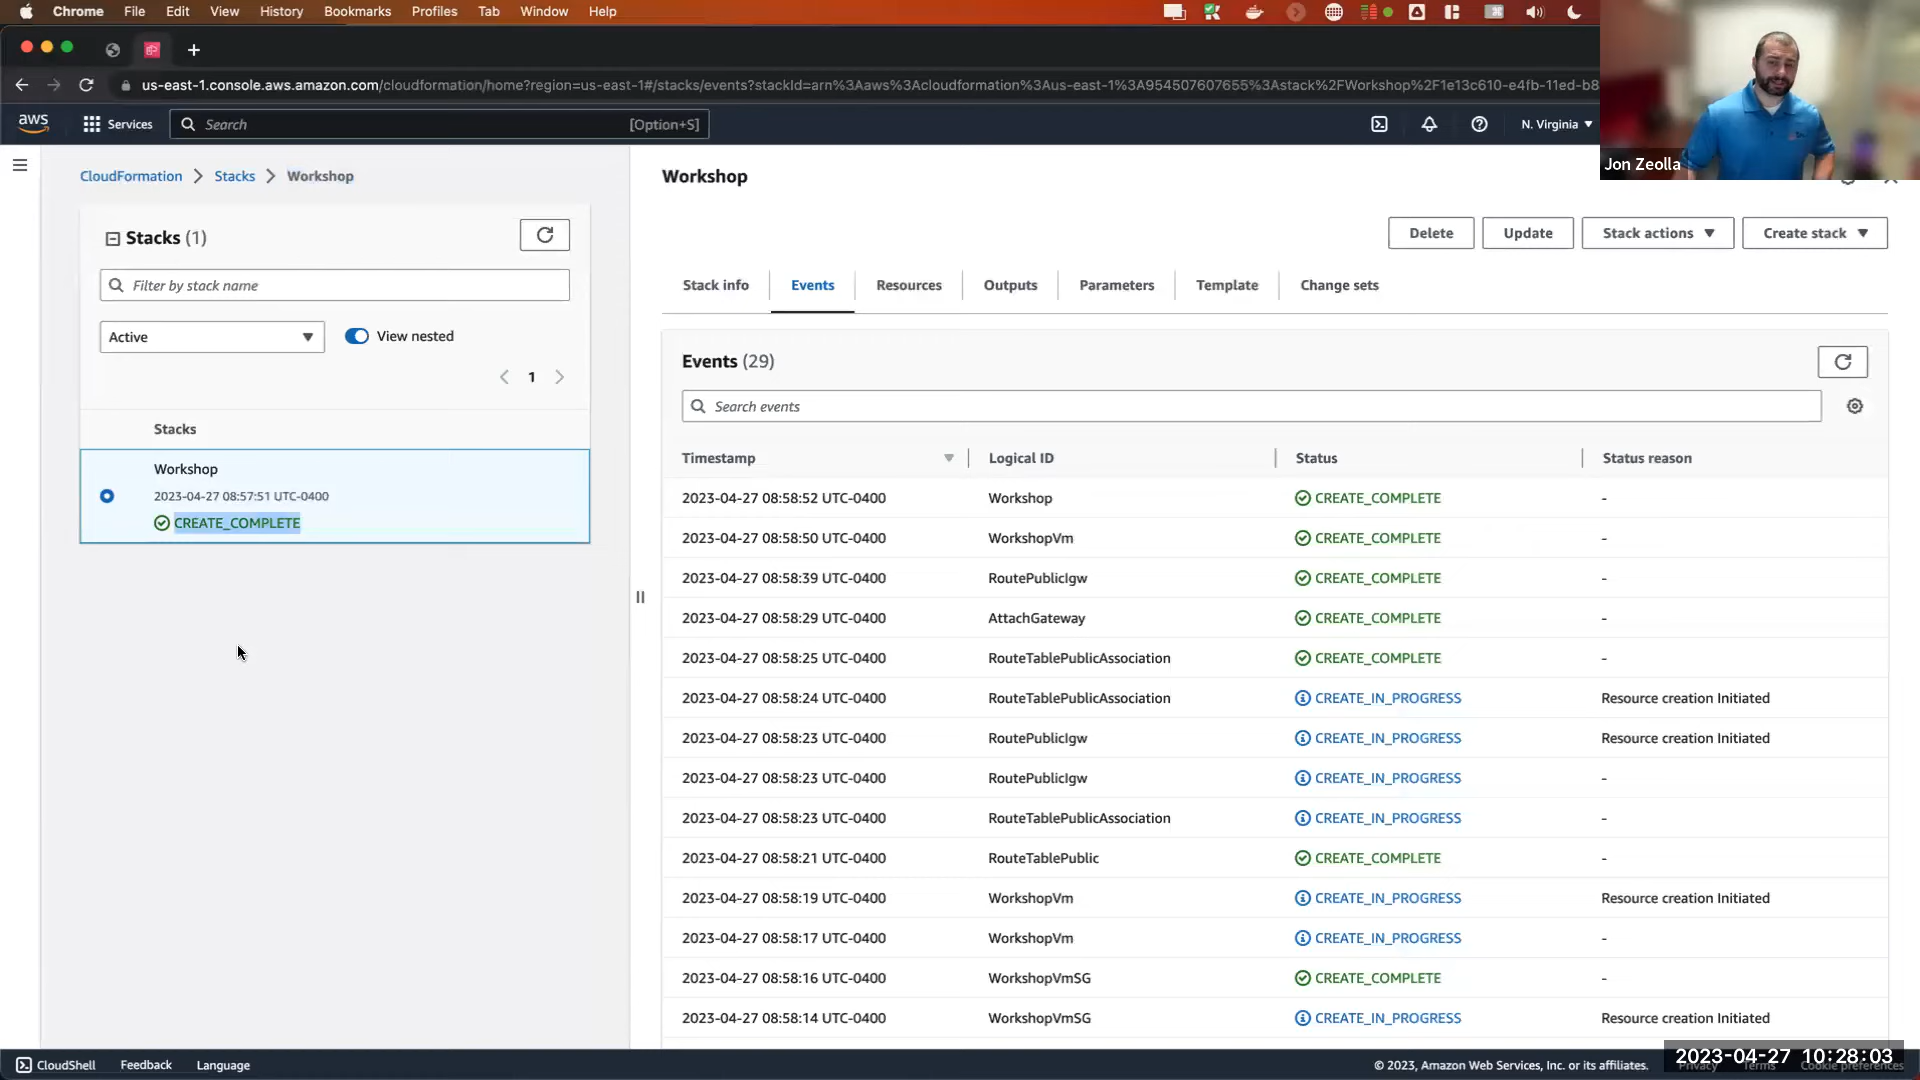 Chrome File Edit View History Bookmarks Profiles Tab Window Help
us-east-1.console.aws.amazon.com/cloudformation/home?region=us-east-1#/stacks/events?stackId=arn%3Aaws%3Acloudformation%3Aus-east-1%3A954507607655%3Astack%2FWorkshop%2F1e13c610-e4fb-11ed-b8
aws Services Search [Option+S] N. Virginia
Jon Zeolla
CloudFormation Stacks Workshop
Stacks (1)
Filter by stack name
Active View nested
1
Stacks
Workshop
2023-04-27 08:57:51 UTC-0400
CREATE_COMPLETE
Workshop
Delete Update Stack actions Create stack
Stack info Events Resources Outputs Parameters Template Change sets
Events (29)
Search events
Timestamp Logical ID Status Status reason
2023-04-27 08:58:52 UTC-0400 Workshop CREATE_COMPLETE -
2023-04-27 08:58:50 UTC-0400 WorkshopVm CREATE_COMPLETE -
2023-04-27 08:58:39 UTC-0400 RoutePublicIgw CREATE_COMPLETE -
2023-04-27 08:58:29 UTC-0400 AttachGateway CREATE_COMPLETE -
2023-04-27 08:58:25 UTC-0400 RouteTablePublicAssociation CREATE_COMPLETE -
2023-04-27 08:58:24 UTC-0400 RouteTablePublicAssociation CREATE_IN_PROGRESS Resource creation Initiated
2023-04-27 08:58:23 UTC-0400 RoutePublicIgw CREATE_IN_PROGRESS Resource creation Initiated
2023-04-27 08:58:23 UTC-0400 RoutePublicIgw CREATE_IN_PROGRESS -
2023-04-27 08:58:23 UTC-0400 RouteTablePublicAssociation CREATE_IN_PROGRESS -
2023-04-27 08:58:21 UTC-0400 RouteTablePublic CREATE_COMPLETE -
2023-04-27 08:58:19 UTC-0400 WorkshopVm CREATE_IN_PROGRESS Resource creation Initiated
2023-04-27 08:58:17 UTC-0400 WorkshopVm CREATE_IN_PROGRESS -
2023-04-27 08:58:16 UTC-0400 WorkshopVmSG CREATE_COMPLETE -
2023-04-27 08:58:14 UTC-0400 WorkshopVmSG CREATE_IN_PROGRESS Resource creation Initiated
CloudShell Feedback Language © 2023, Amazon Web Services, Inc. or its affiliates. Privacy Terms Cookie preferences
2023-04-27 10:28:03